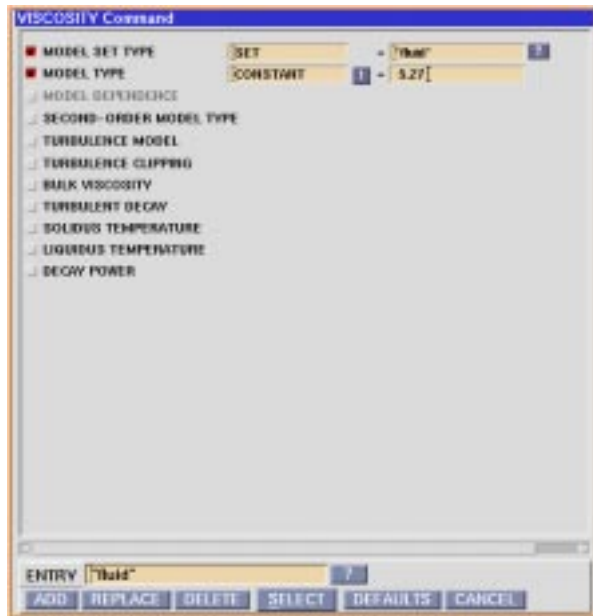 VISCOSITY Command
MODEL SET TYPE SET = "fluid" ?
MODEL TYPE CONSTANT ! = 5.27
MODEL DEPENDENCE
SECOND-ORDER MODEL TYPE
TURBULENCE MODEL
TURBULENCE CLIPPING
BULK VISCOSITY
TURBULENT DECAY
SOLIDUS TEMPERATURE
LIQUIDUS TEMPERATURE
DECAY POWER
ENTRY "fluid" ?
ADD REPLACE DELETE SELECT DEFAULTS CANCEL